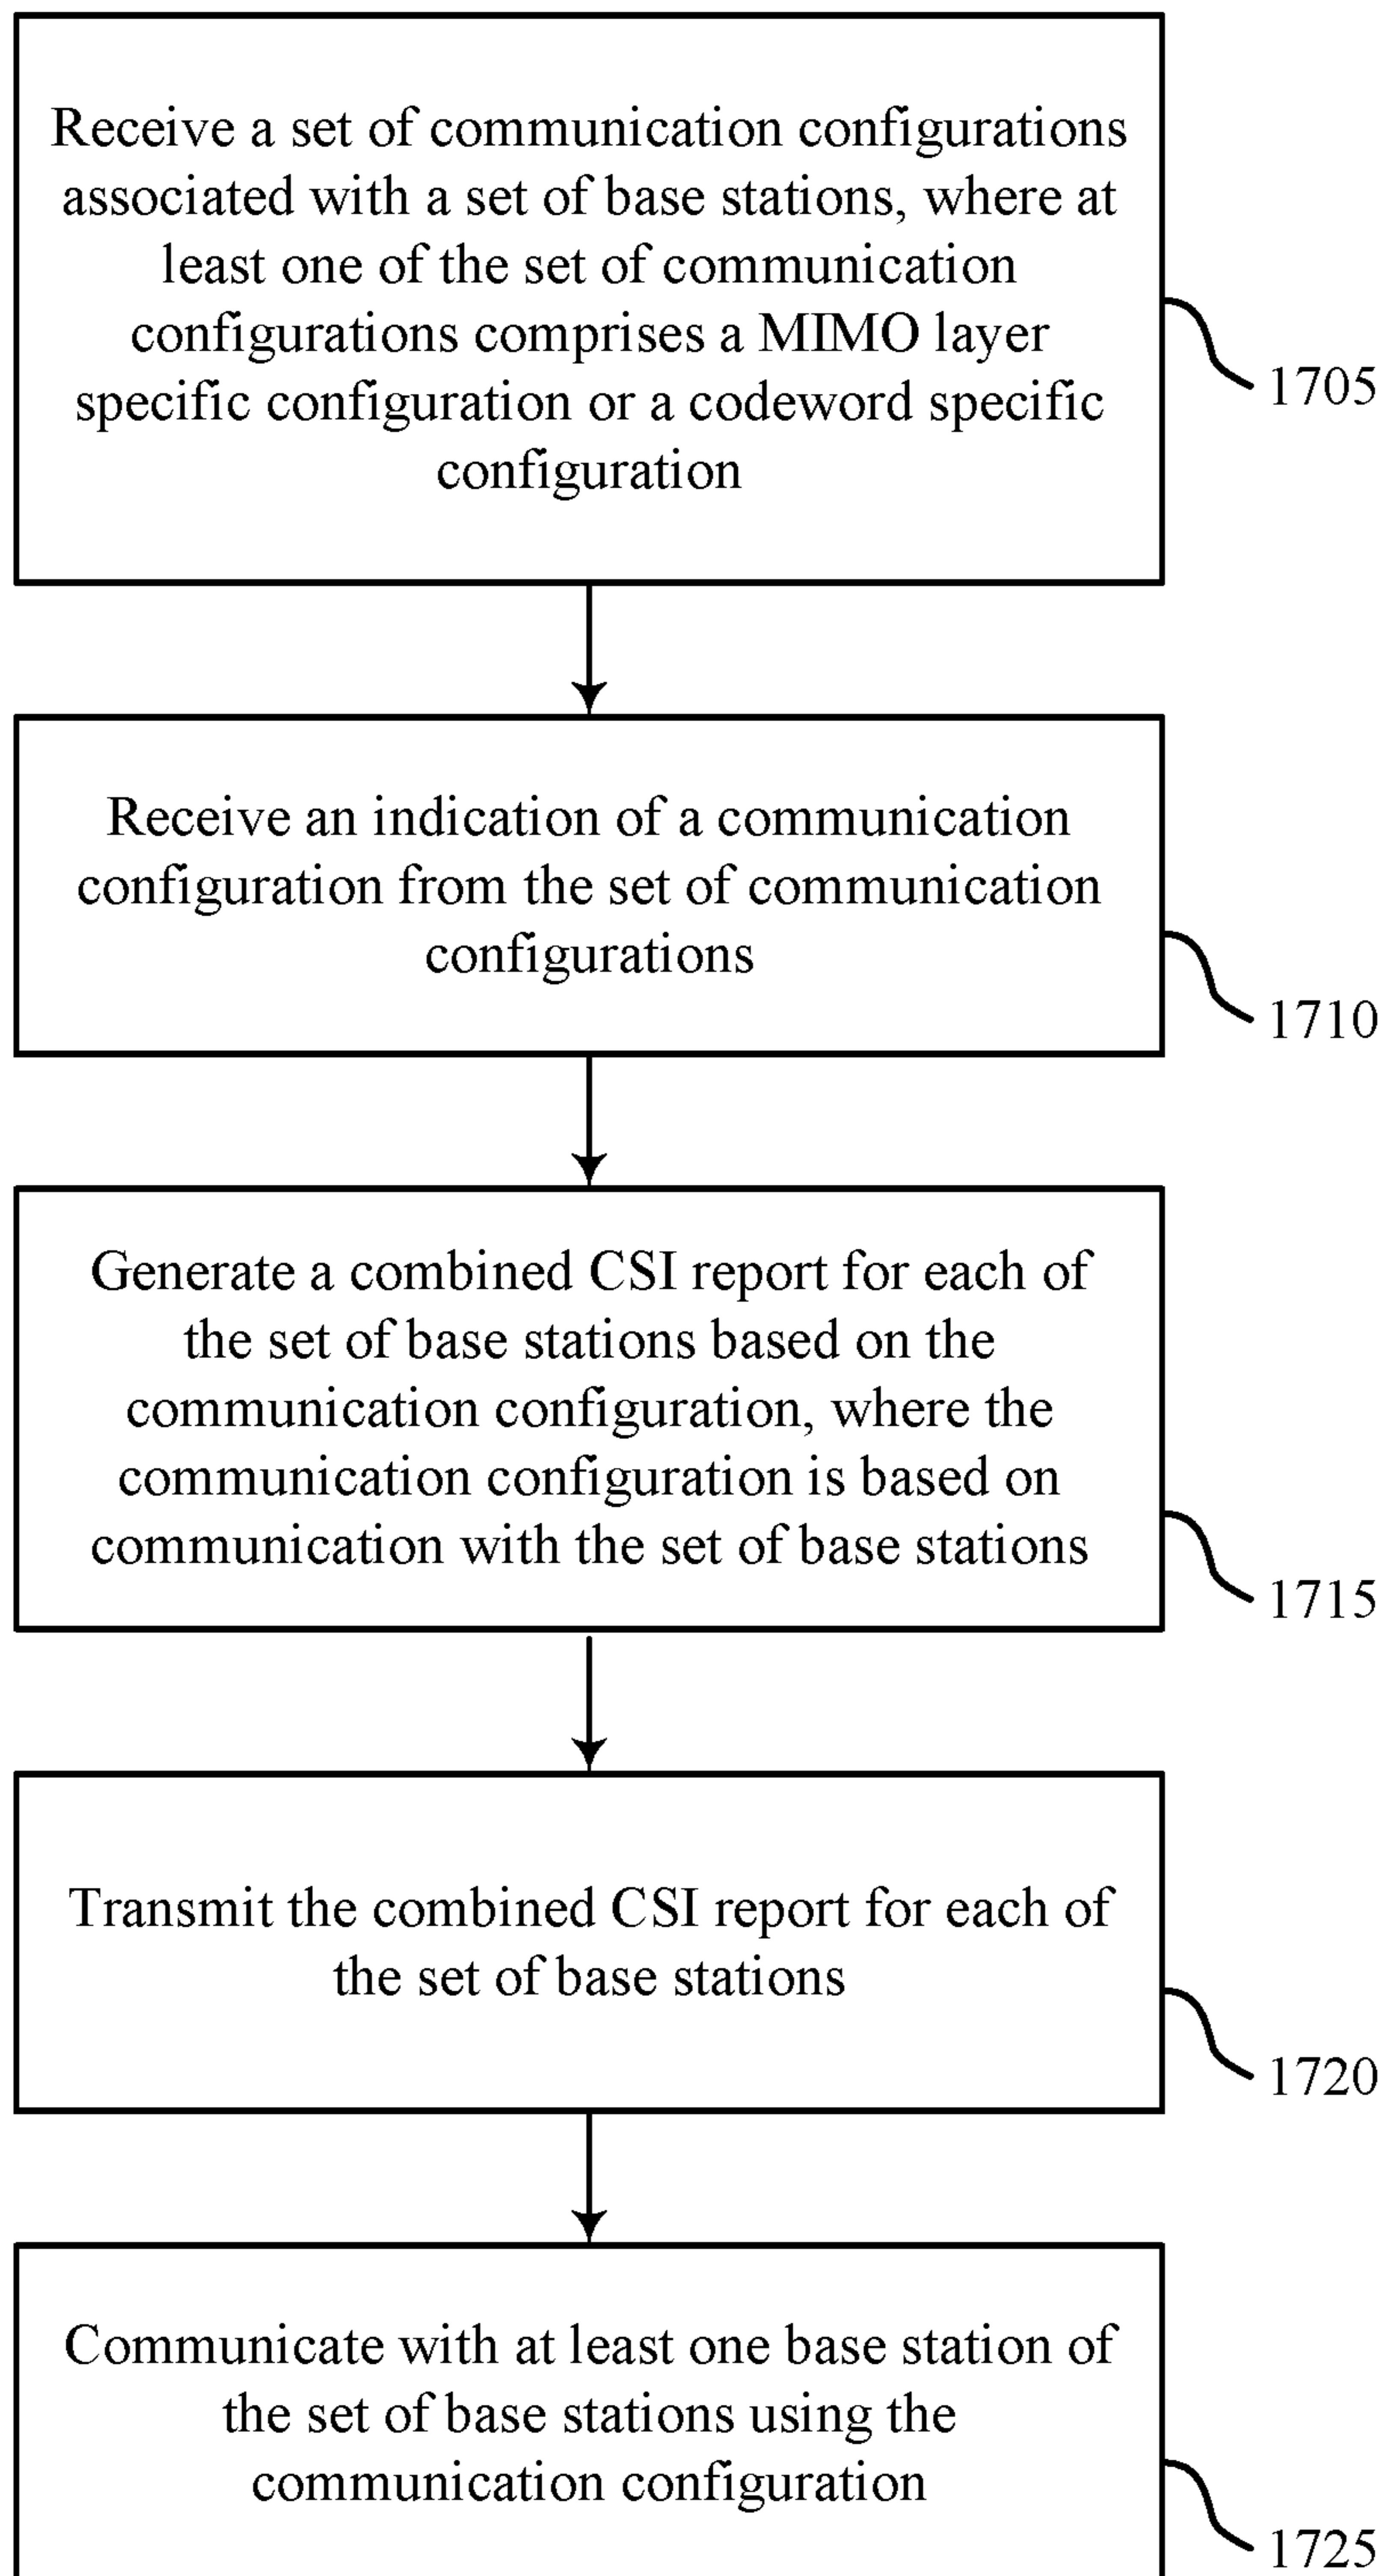 Receive a set of communication configurations
associated with a set of base stations, where at
least one of the set of communication
configurations comprises a MIMO layer
specific configuration or a codeword specific
configuration
1705
Receive an indication of a communication
configuration from the set of communication
configurations
1710
Generate a combined CSI report for each of
the set of base stations based on the
communication configuration, where the
communication configuration is based on
communication with the set of base stations
1715
Transmit the combined CSI report for each of
the set of base stations
1720
Communicate with at least one base station of
the set of base stations using the
communication configuration
1725